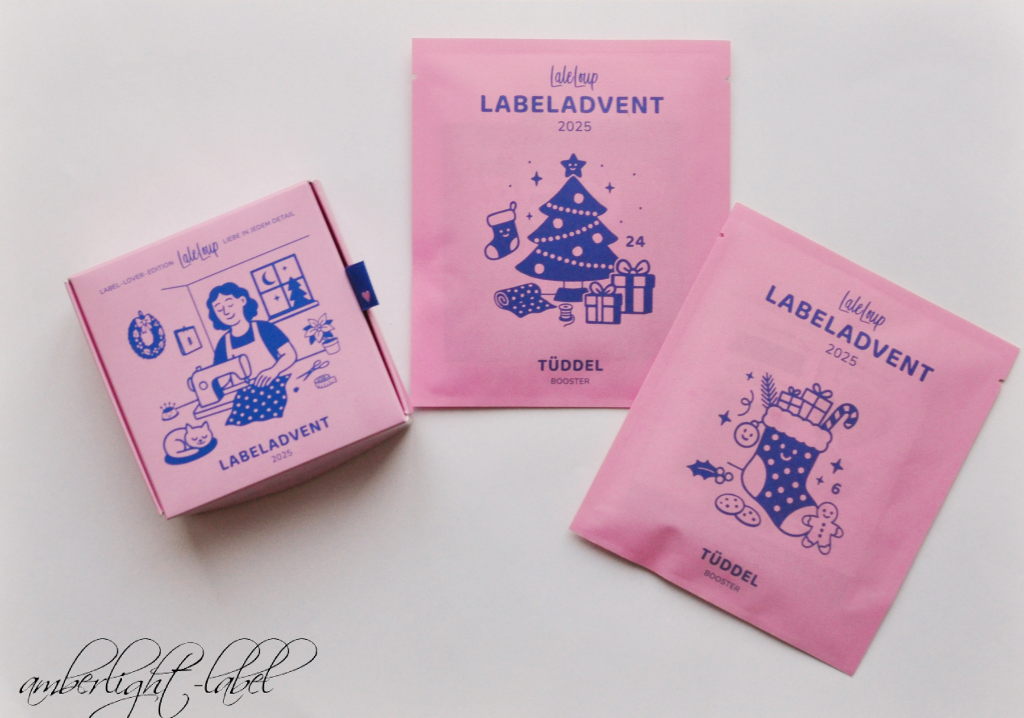 LABEL-LOVER-EDITION LaleLoup LIEBE IN JEDEM DETAIL
LABELADVENT
2025
LaleLoup
LABELADVENT
2025
24
TÜDDEL
BOOSTER
LaleLoup
LABELADVENT
2025
6
TÜDDEL
BOOSTER
amberlight-label